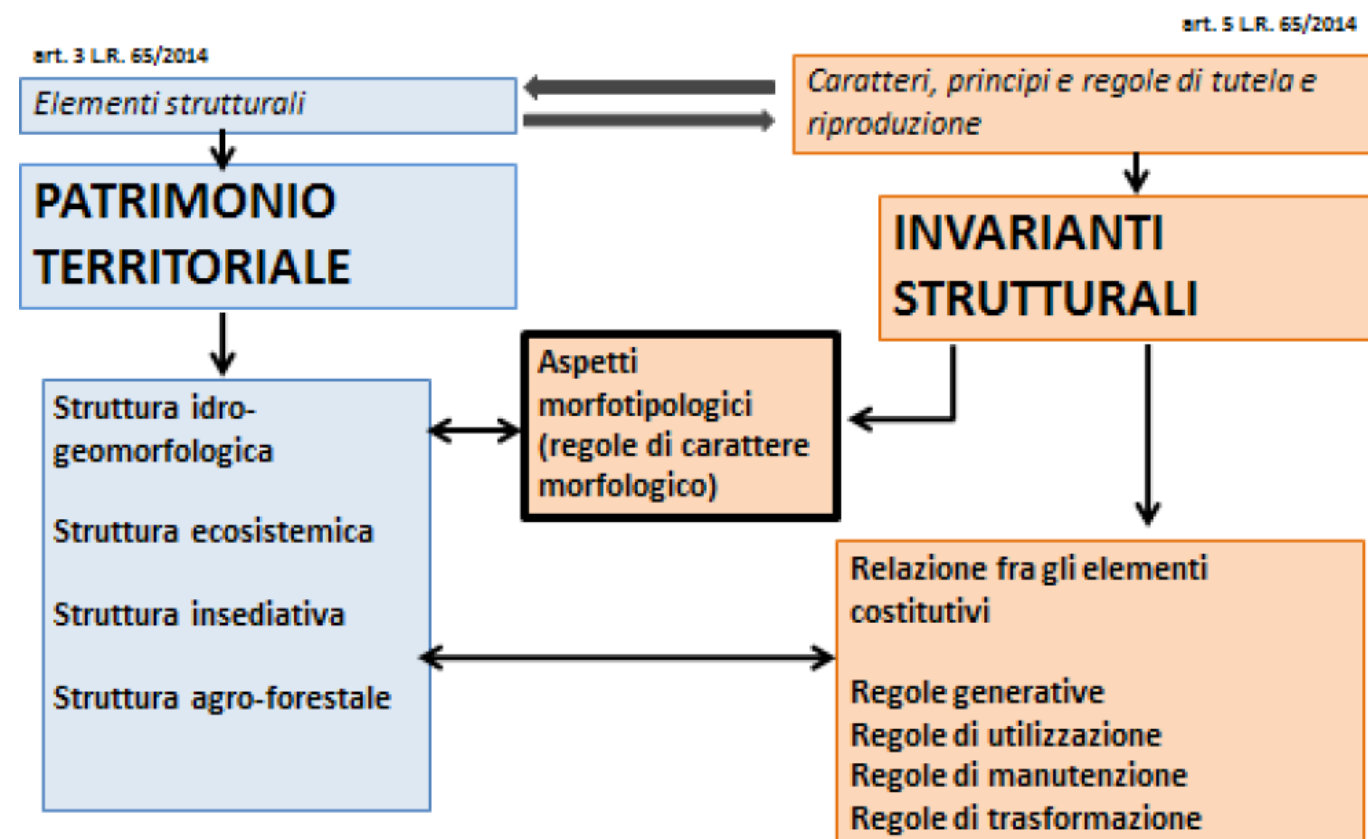 art. 5 L.R. 65/2014
art. 3 L.R. 65/2014
Elementi strutturali
Caratteri, principi e regole di tutela e
riproduzione
PATRIMONIO
TERRITORIALE
INVARIANTI
STRUTTURALI
Aspetti
morfotipologici
(regole di carattere
morfologico)
Struttura idro-
geomorfologica
Struttura ecosistemica
Struttura insediativa
Struttura agro-forestale
Relazione fra gli elementi
costitutivi
Regole generative
Regole di utilizzazione
Regole di manutenzione
Regole di trasformazione